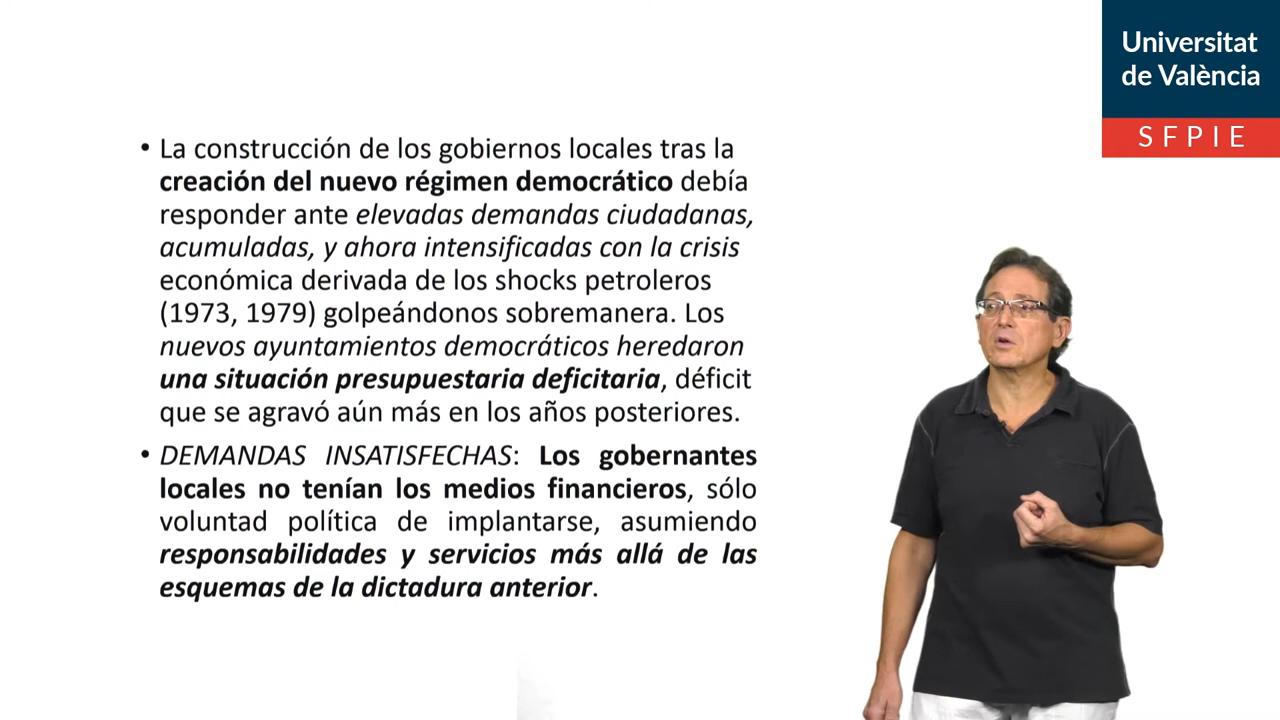 Universitat
de València
SFPIE
• La construcción de los gobiernos locales tras la
creación del nuevo régimen democrático debía
responder ante elevadas demandas ciudadanas,
acumuladas, y ahora intensificadas con la crisis
económica derivada de los shocks petroleros
(1973, 1979) golpeándonos sobremanera. Los
nuevos ayuntamientos democráticos heredaron
una situación presupuestaria deficitaria, déficit
que se agravó aún más en los años posteriores.
• DEMANDAS INSATISFECHAS: Los gobernantes
locales no tenían los medios financieros, sólo
voluntad política de implantarse, asumiendo
responsabilidades y servicios más allá de las
esquemas de la dictadura anterior.